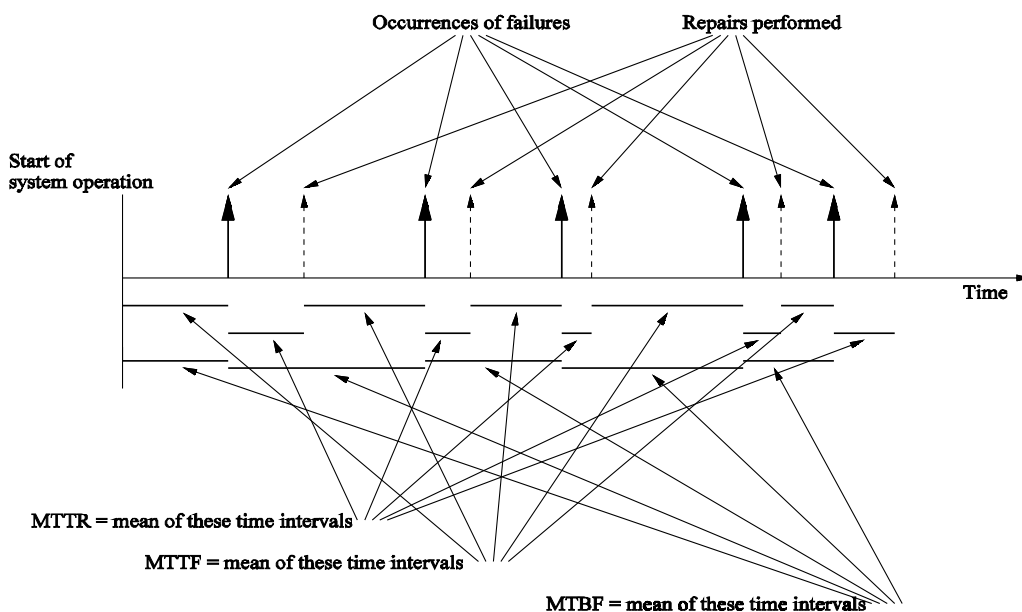 Occurrences of failures
Repairs performed
Start of
system operation
Time
MTTR = mean of these time intervals
MTTF = mean of these time intervals
MTBF = mean of these time intervals